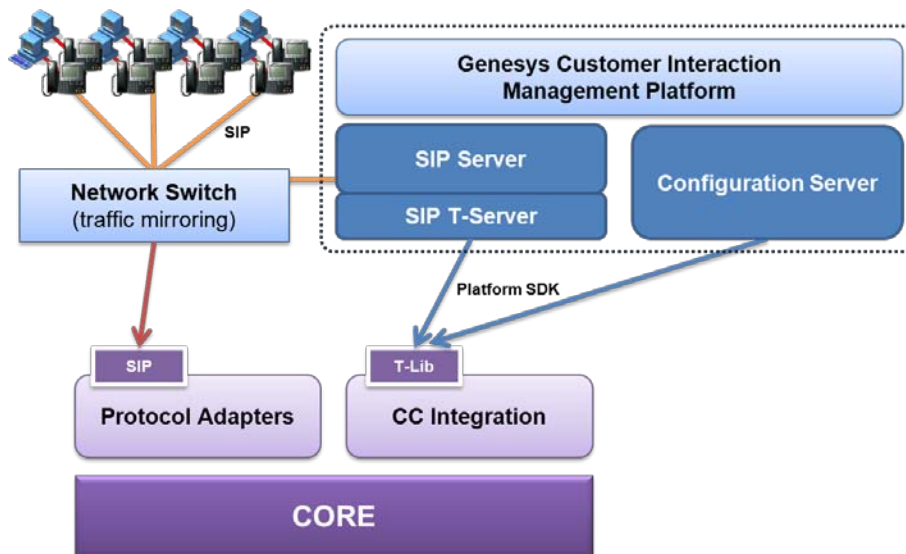 Genesys Customer Interaction
Management Platform
SIP
SIP Server
Configuration Server
Network Switch
(traffic mirroring)
SIP T-Server
Platform SDK
SIP
T-Lib
Protocol Adapters
CC Integration
CORE